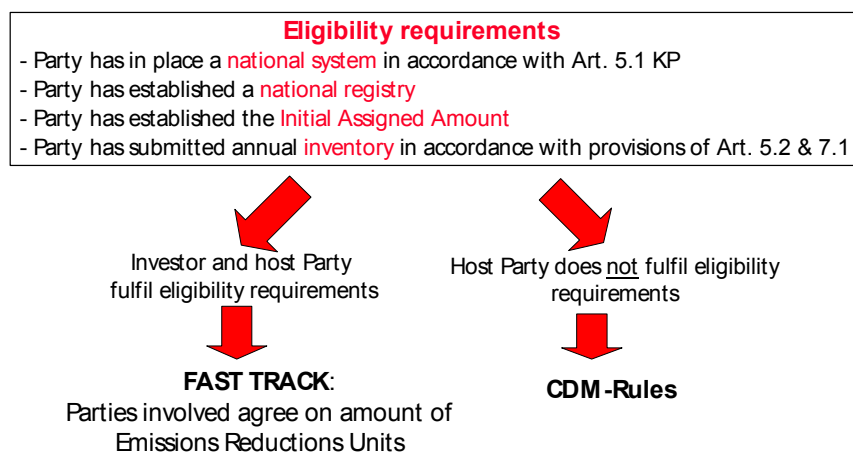 Eligibility requirements
- Party has in place a national system in accordance with Art. 5.1 KP
- Party has established a national registry
- Party has established the Initial Assigned Amount
- Party has submitted annual inventory in accordance with provisions of Art. 5.2 & 7.1
Investor and host Party
fulfil eligibility requirements
Host Party does not fulfil eligibility
requirements
FAST TRACK:
Parties involved agree on amount of
Emissions Reductions Units
CDM-Rules